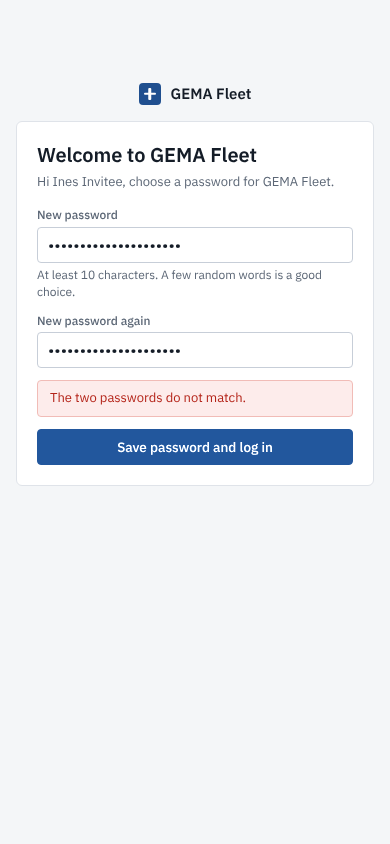 GEMA Fleet
Welcome to GEMA Fleet
Hi Ines Invitee, choose a password for GEMA Fleet.
New password
•••••••••••••••••••••
At least 10 characters. A few random words is a good
choice.
New password again
•••••••••••••••••••••
The two passwords do not match.
Save password and log in